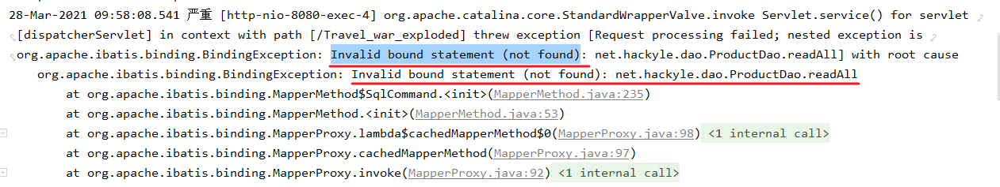 28-Mar-2021 09:58:08.541 严重 [http-nio-8080-exec-4] org.apache.catalina.core.StandardWrapperValve.invoke Servlet.service() for servlet
[dispatcherServlet] in context with path [/Travel_war_exploded] threw exception [Request processing failed; nested exception is
org.apache.ibatis.binding.BindingException: Invalid bound statement (not found): net.hackyle.dao.ProductDao.readAll] with root cause
org.apache.ibatis.binding.BindingException: Invalid bound statement (not found): net.hackyle.dao.ProductDao.readAll
at org.apache.ibatis.binding.MapperMethod$SqlCommand.<init>(MapperMethod.java:235)
at org.apache.ibatis.binding.MapperMethod.<init>(MapperMethod.java:53)
at org.apache.ibatis.binding.MapperProxy.lambda$cachedMapperMethod$0(MapperProxy.java:98) <1 internal call>
at org.apache.ibatis.binding.MapperProxy.cachedMapperMethod(MapperProxy.java:97)
at org.apache.ibatis.binding.MapperProxy.invoke(MapperProxy.java:92) <1 internal call>